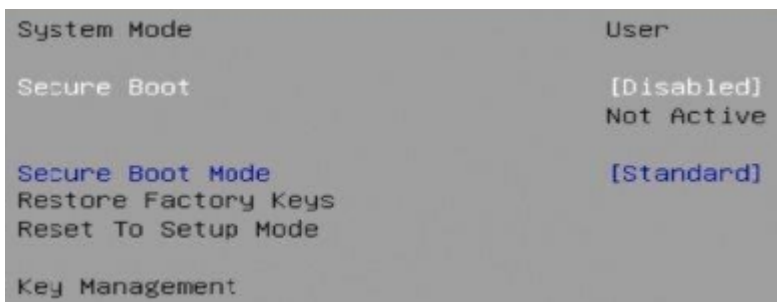 System Mode User
Secure Boot [Disabled]
Not Active
Secure Boot Mode [Standard]
Restore Factory Keys
Reset To Setup Mode
Key Management